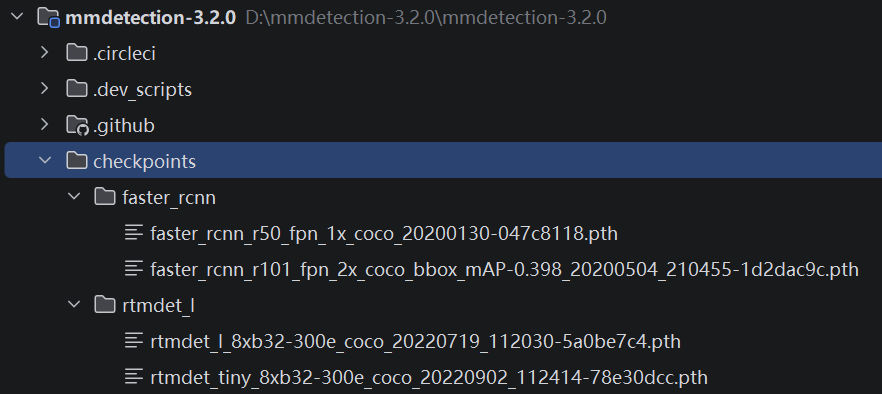 mmdetection-3.2.0 D:\mmdetection-3.2.0\mmdetection-3.2.0
.circleci
.dev_scripts
.github
checkpoints
faster_rcnn
faster_rcnn_r50_fpn_1x_coco_20200130-047c8118.pth
faster_rcnn_r101_fpn_2x_coco_bbox_mAP-0.398_20200504_210455-1d2dac9c.pth
rtmdet_l
rtmdet_l_8xb32-300e_coco_20220719_112030-5a0be7c4.pth
rtmdet_tiny_8xb32-300e_coco_20220902_112414-78e30dcc.pth